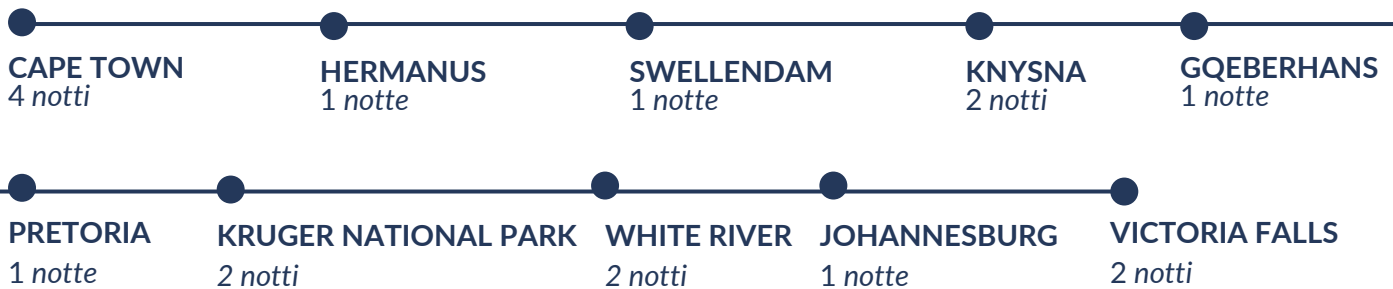 CAPE TOWN
4 notti
HERMANUS
1 notte
SWELLENDAM
1 notte
KNYSNA
2 notti
GQEBERHANS
1 notte
PRETORIA
1 notte
KRUGER NATIONAL PARK
2 notti
WHITE RIVER
2 notti
JOHANNESBURG
1 notte
VICTORIA FALLS
2 notti